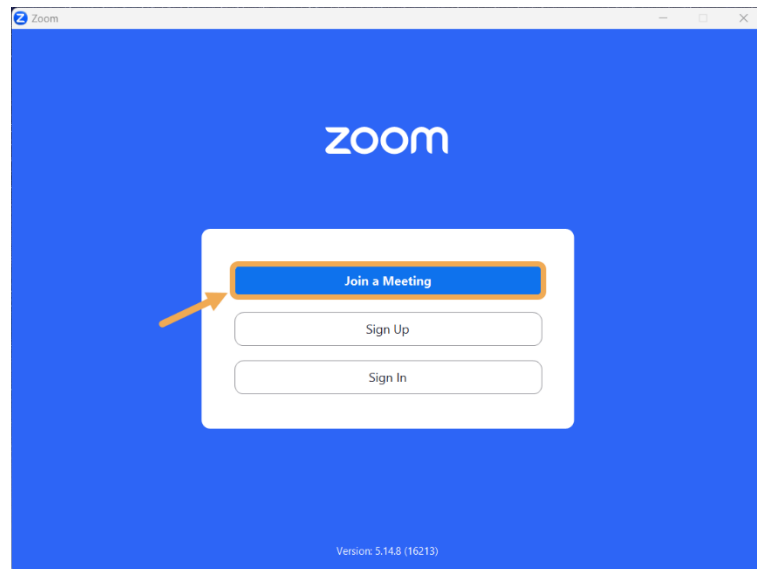 Zoom
zoom
Join a Meeting
Sign Up
Sign In
Version: 5.14.8 (16213)